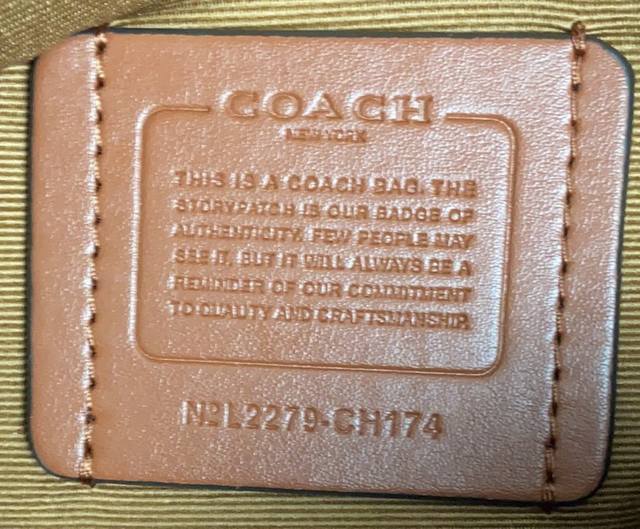 COACH
NEW YORK
THIS IS A COACH BAG. THE
STORYPATCH IS OUR BADGE OF
AUTHENTICITY. FEW PEOPLE MAY
SEE IT, BUT IT WILL ALWAYS BE A
REMINDER OF OUR COMMITMENT
TO QUALITY AND CRAFTSMANSHIP.
Nº L2279-CH174